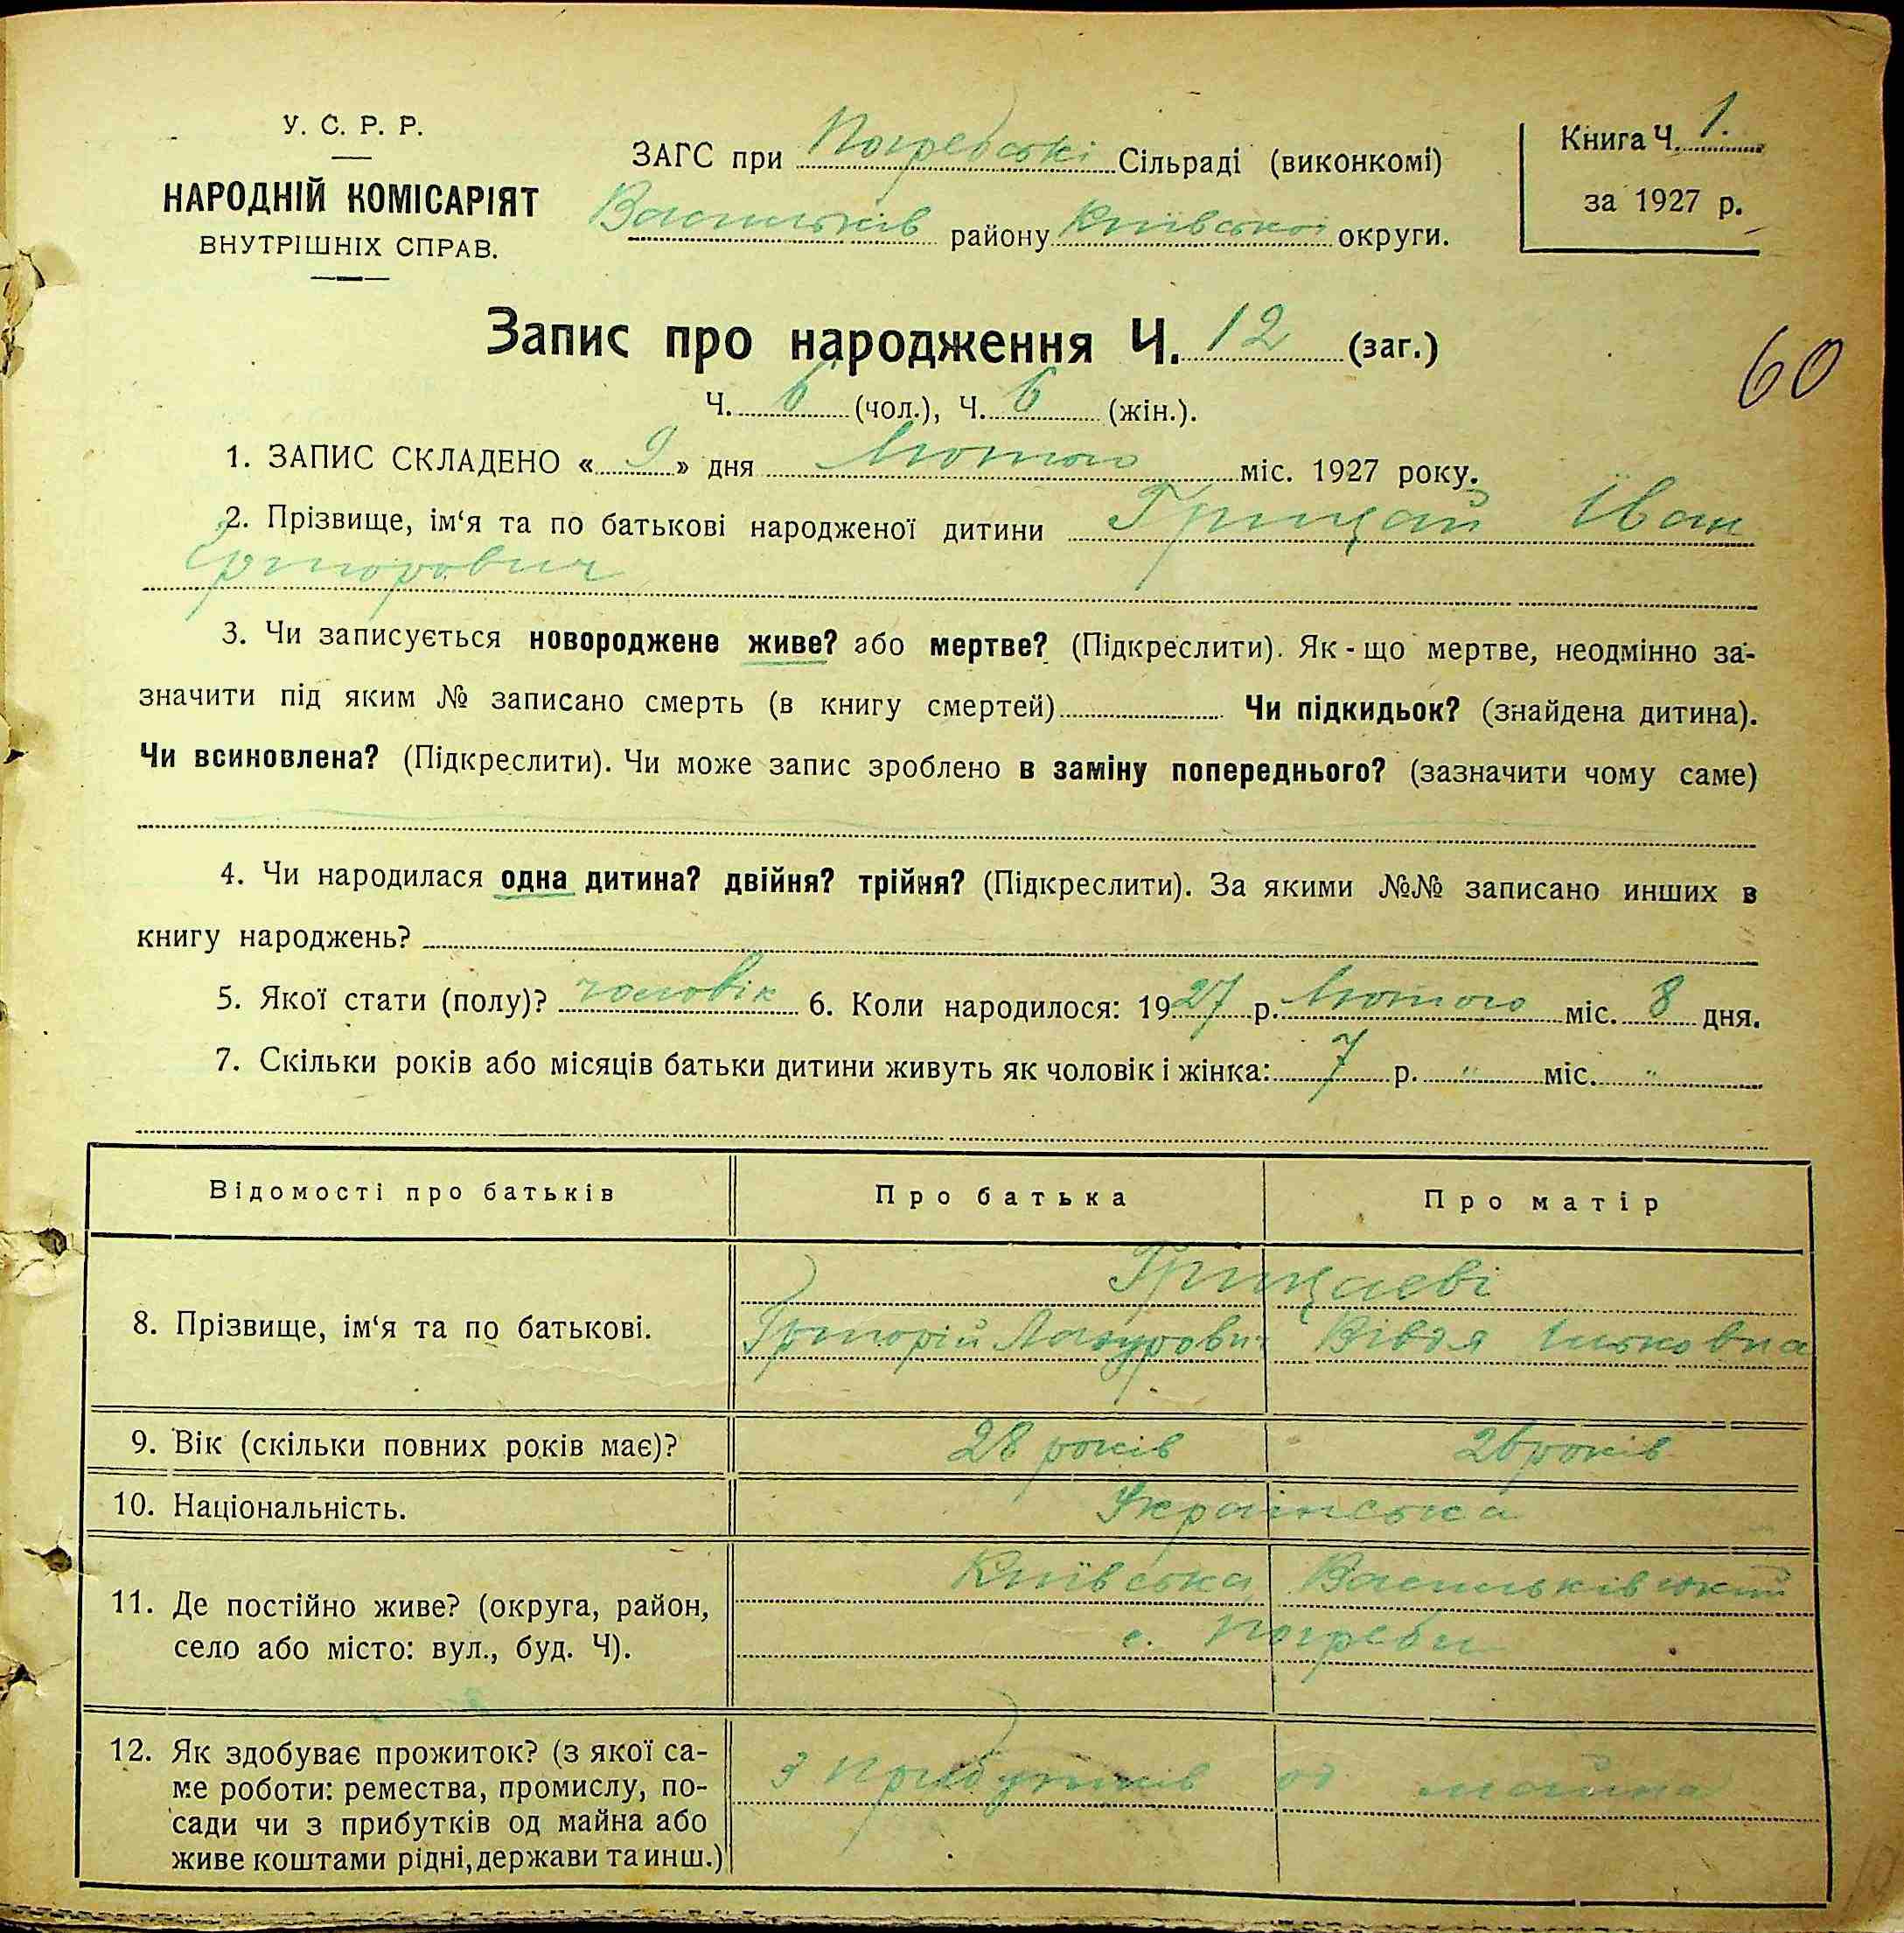 У. С. Р. Р.
НАРОДНІЙ КОМІСАРІЯТ
ВНУТРІШНІХ СПРАВ.
ЗАГС при Погребські Сільраді (виконкомі)
Васильків району Київської округи.
Книга Ч. 1.
за 1927 р.
Запис про народження Ч. 12 (заг.)
60
Ч. 6 (чол.), Ч. 6 (жін.).
1. ЗАПИС СКЛАДЕНО « 9 » дня Лютого міс. 1927 року.
2. Прізвище, ім‘я та по батькові народженої дитини Грицай Іван
Григорович
3. Чи записується новороджене живе? або мертве? (Підкреслити). Як - що мертве, неодмінно за-
значити під яким № записано смерть (в книгу смертей) Чи підкидьок? (знайдена дитина).
Чи всиновлена? (Підкреслити). Чи може запис зроблено в заміну попереднього? (зазначити чому саме)
4. Чи народилася одна дитина? двійня? трійня? (Підкреслити). За якими №№ записано инших в
книгу народжень?
5. Якої стати (полу)? чоловік 6. Коли народилося: 1927 р. Лютого міс. 8 дня.
7. Скільки років або місяців батьки дитини живуть як чоловік і жінка: 7 р. " міс. "
Відомості про батьків Про батька Про матір
8. Прізвище, ім‘я та по батькові.
Грицаеві
Григорій Вівдя
9. Вік (скільки повних років має)? 28 років 26 років
10. Національність. Українська
11. Де постійно живе? (округа, район,
село або місто: вул., буд. Ч).
Київська Васильківський
с. Погреби
12. Як здобуває прожиток? (з якої са-
ме роботи: ремества, промислу, по-
сади чи з прибутків од майна або
живе коштами рідні, держави та инш.)
З прибутків од майна